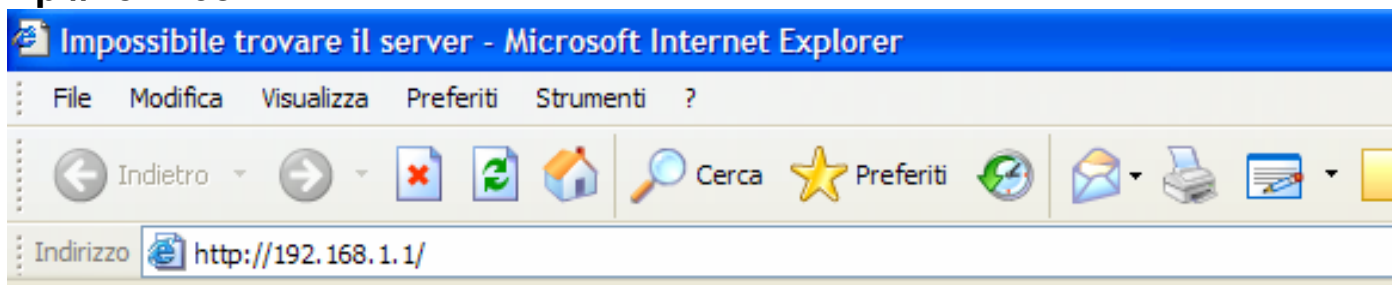 Impossibile trovare il server - Microsoft Internet Explorer
File Modifica Visualizza Preferiti Strumenti ?
Indietro Cerca Preferiti
Indirizzo http://192.168.1.1/